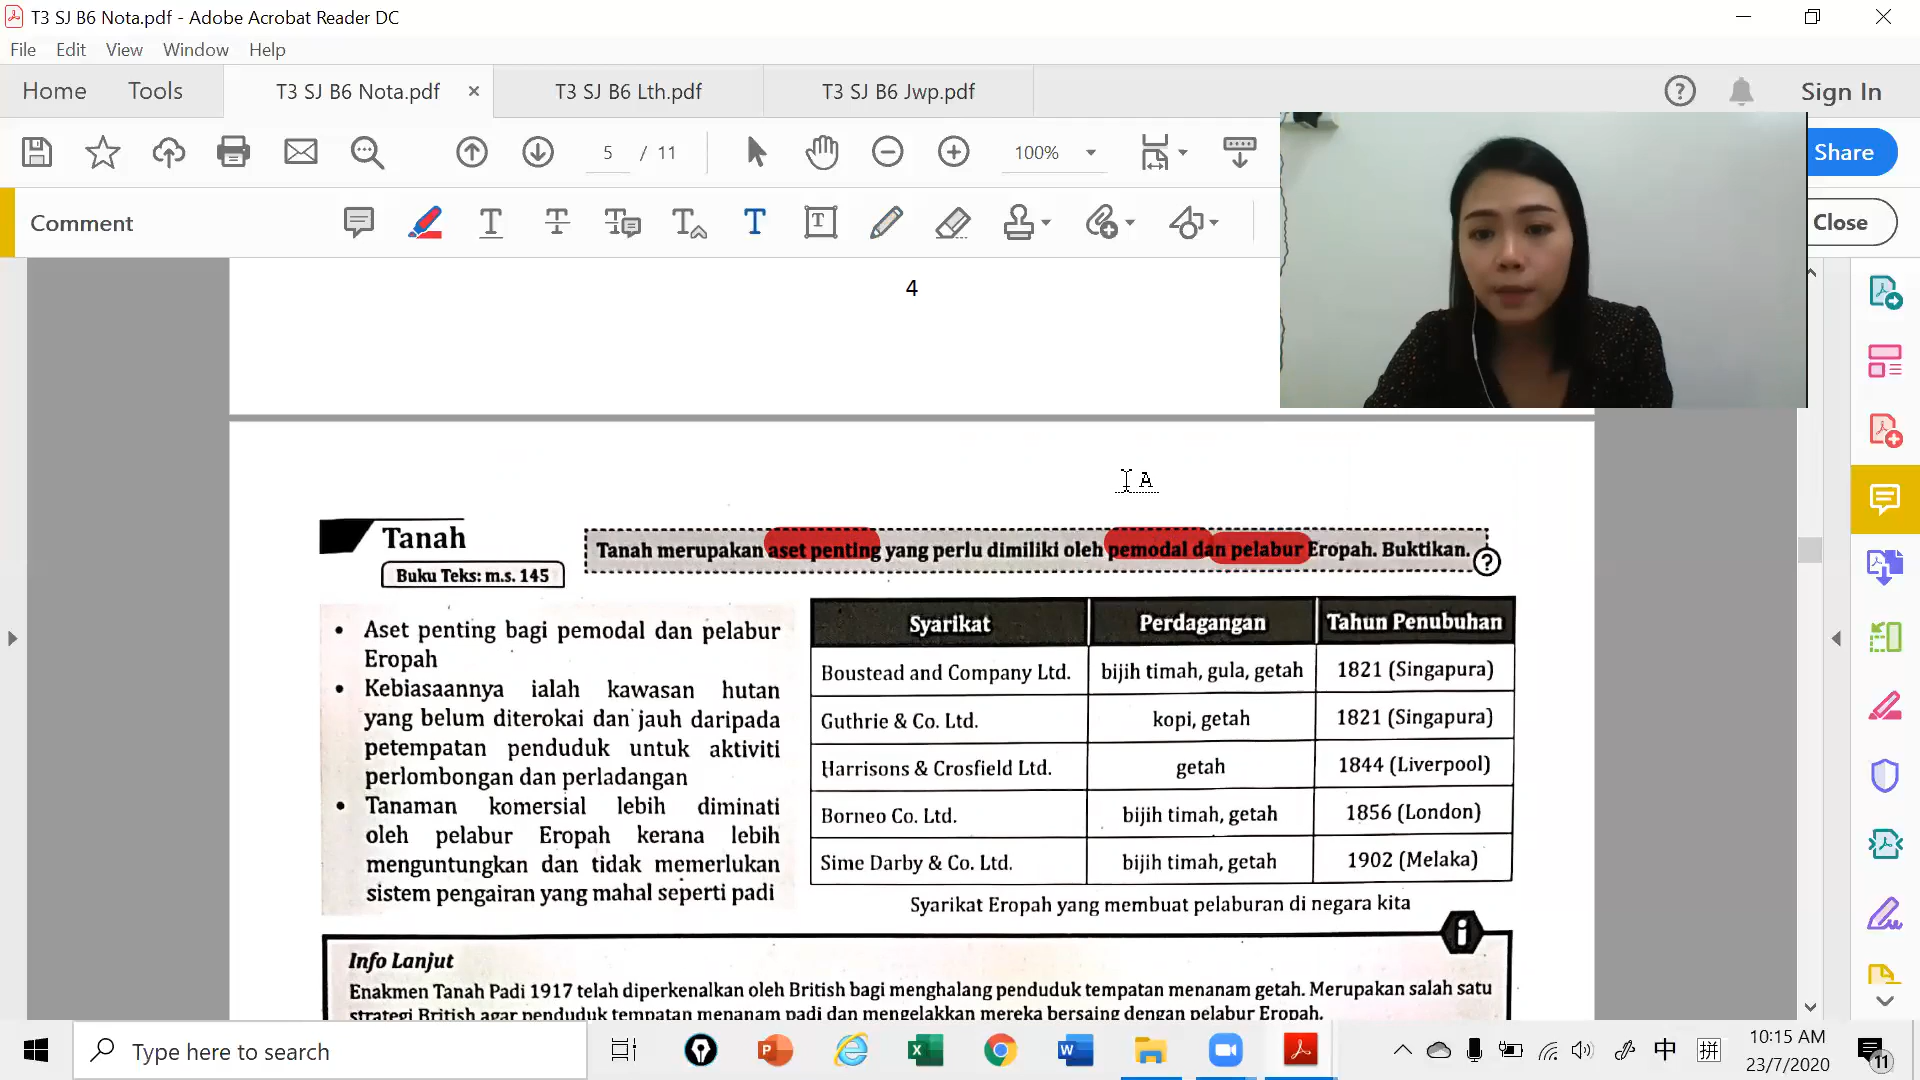 T3 SJ B6 Nota.pdf - Adobe Acrobat Reader DC
File Edit View Window Help
Home Tools T3 SJ B6 Nota.pdf T3 SJ B6 Lth.pdf T3 SJ B6 Jwp.pdf Sign In
5 / 11 100% Share
Comment Close
4
Tanah
Buku Teks: m.s. 145
Tanah merupakan aset penting yang perlu dimiliki oleh pemodal dan pelabur Eropah. Buktikan.
• Aset penting bagi pemodal dan pelabur
Eropah
• Kebiasaannya ialah kawasan hutan
yang belum diterokai dan jauh daripada
petempatan penduduk untuk aktiviti
perlombongan dan perladangan
• Tanaman komersial lebih diminati
oleh pelabur Eropah kerana lebih
menguntungkan dan tidak memerlukan
sistem pengairan yang mahal seperti padi
Syarikat Perdagangan Tahun Penubuhan
Boustead and Company Ltd. bijih timah, gula, getah 1821 (Singapura)
Guthrie & Co. Ltd. kopi, getah 1821 (Singapura)
Harrisons & Crosfield Ltd. getah 1844 (Liverpool)
Borneo Co. Ltd. bijih timah, getah 1856 (London)
Sime Darby & Co. Ltd. bijih timah, getah 1902 (Melaka)
Syarikat Eropah yang membuat pelaburan di negara kita
Info Lanjut
Enakmen Tanah Padi 1917 telah diperkenalkan oleh British bagi menghalang penduduk tempatan menanam getah. Merupakan salah satu
strategi British agar penduduk tempatan menanam padi dan mengelakkan mereka bersaing dengan pelabur Eropah.
Type here to search
中 拼
10:15 AM
23/7/2020
11